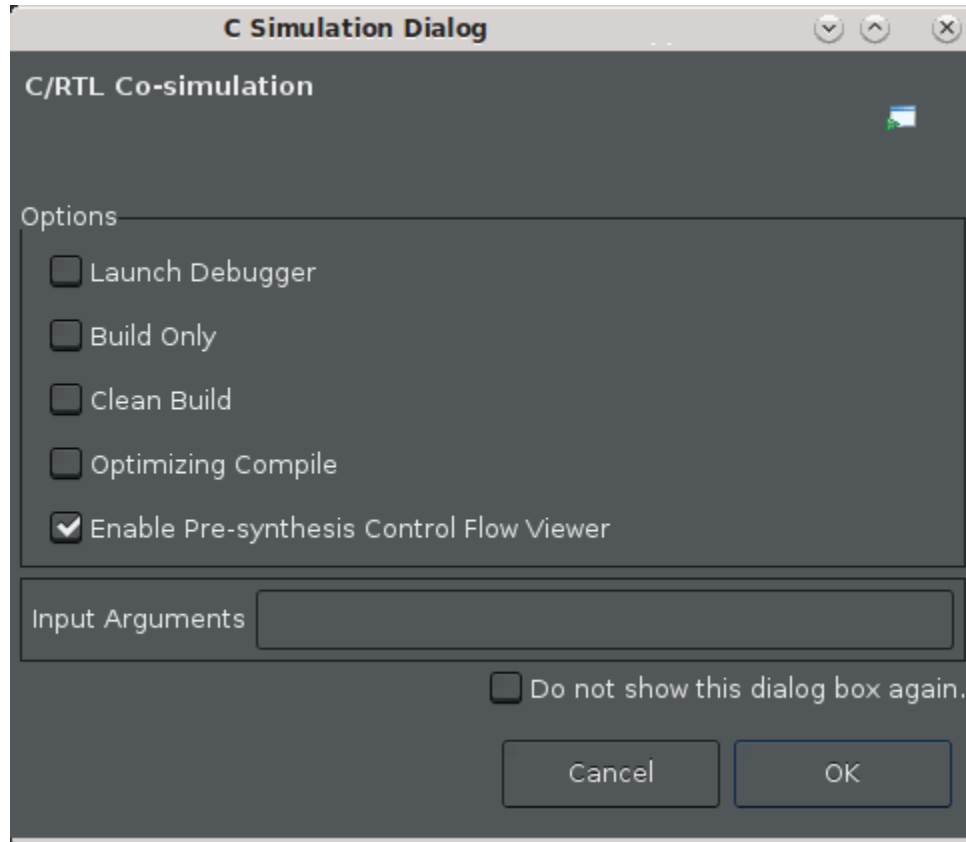 C Simulation Dialog
C/RTL Co-simulation
Options
Launch Debugger
Build Only
Clean Build
Optimizing Compile
Enable Pre-synthesis Control Flow Viewer
Input Arguments
Do not show this dialog box again.
Cancel OK